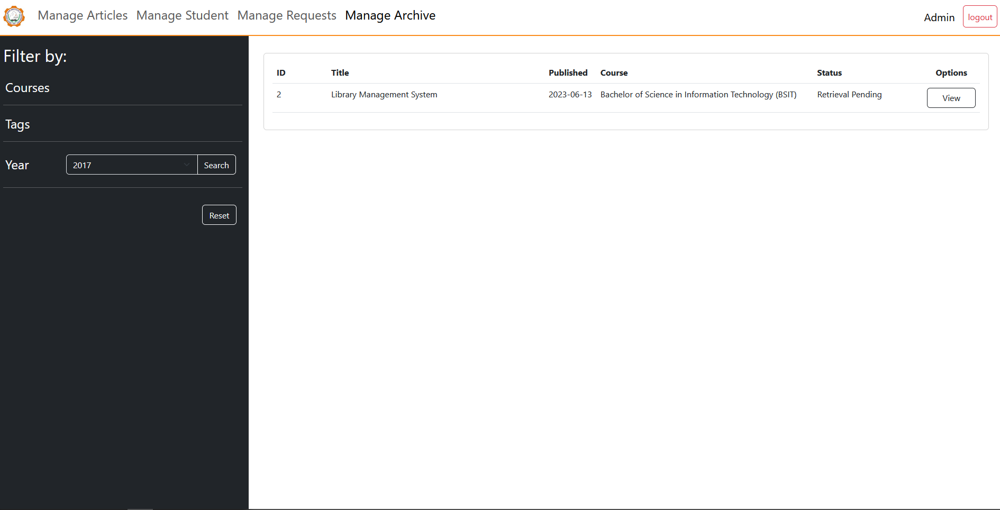 Manage Articles Manage Student Manage Requests Manage Archive Admin logout
Filter by:
Courses
Tags
Year 2017 Search
Reset
ID Title Published Course Status Options
2 Library Management System 2023-06-13 Bachelor of Science in Information Technology (BSIT) Retrieval Pending View